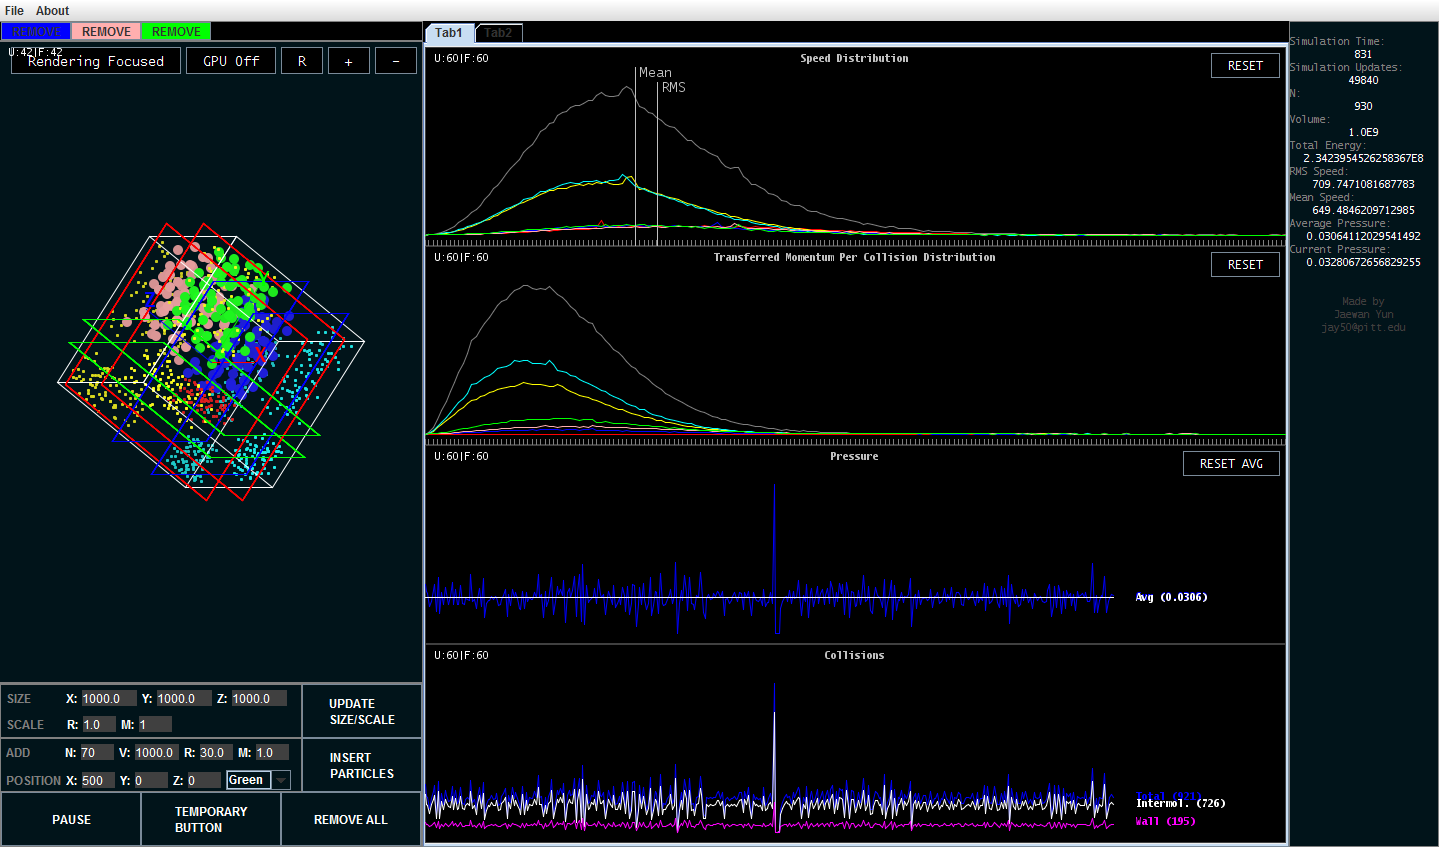 File About
REMOVE REMOVE REMOVE
U:42|F:42
Rendering Focused GPU Off R + -
Tab1 Tab2
U:60|F:60 Speed Distribution RESET
Mean
RMS
U:60|F:60 Transferred Momentum Per Collision Distribution RESET
U:60|F:60 Pressure RESET AVG
Avg (0.0306)
U:60|F:60 Collisions
Total (921)
Intermol. (726)
Wall (195)
X
SIZE X: 1000.0 Y: 1000.0 Z: 1000.0
SCALE R: 1.0 M: 1
UPDATE
SIZE/SCALE
ADD N: 70 V: 1000.0 R: 30.0 M: 1.0
POSITION X: 500 Y: 0 Z: 0 Green
INSERT
PARTICLES
PAUSE
TEMPORARY
BUTTON
REMOVE ALL
Simulation Time:
831
Simulation Updates:
49840
N:
930
Volume:
1.0E9
Total Energy:
2.3423954526258367E8
RMS Speed:
709.7471081687783
Mean Speed:
649.4846209712985
Average Pressure:
0.03064112029541492
Current Pressure:
0.03280672656829255
Made by
Jaewan Yun
jay50@pitt.edu